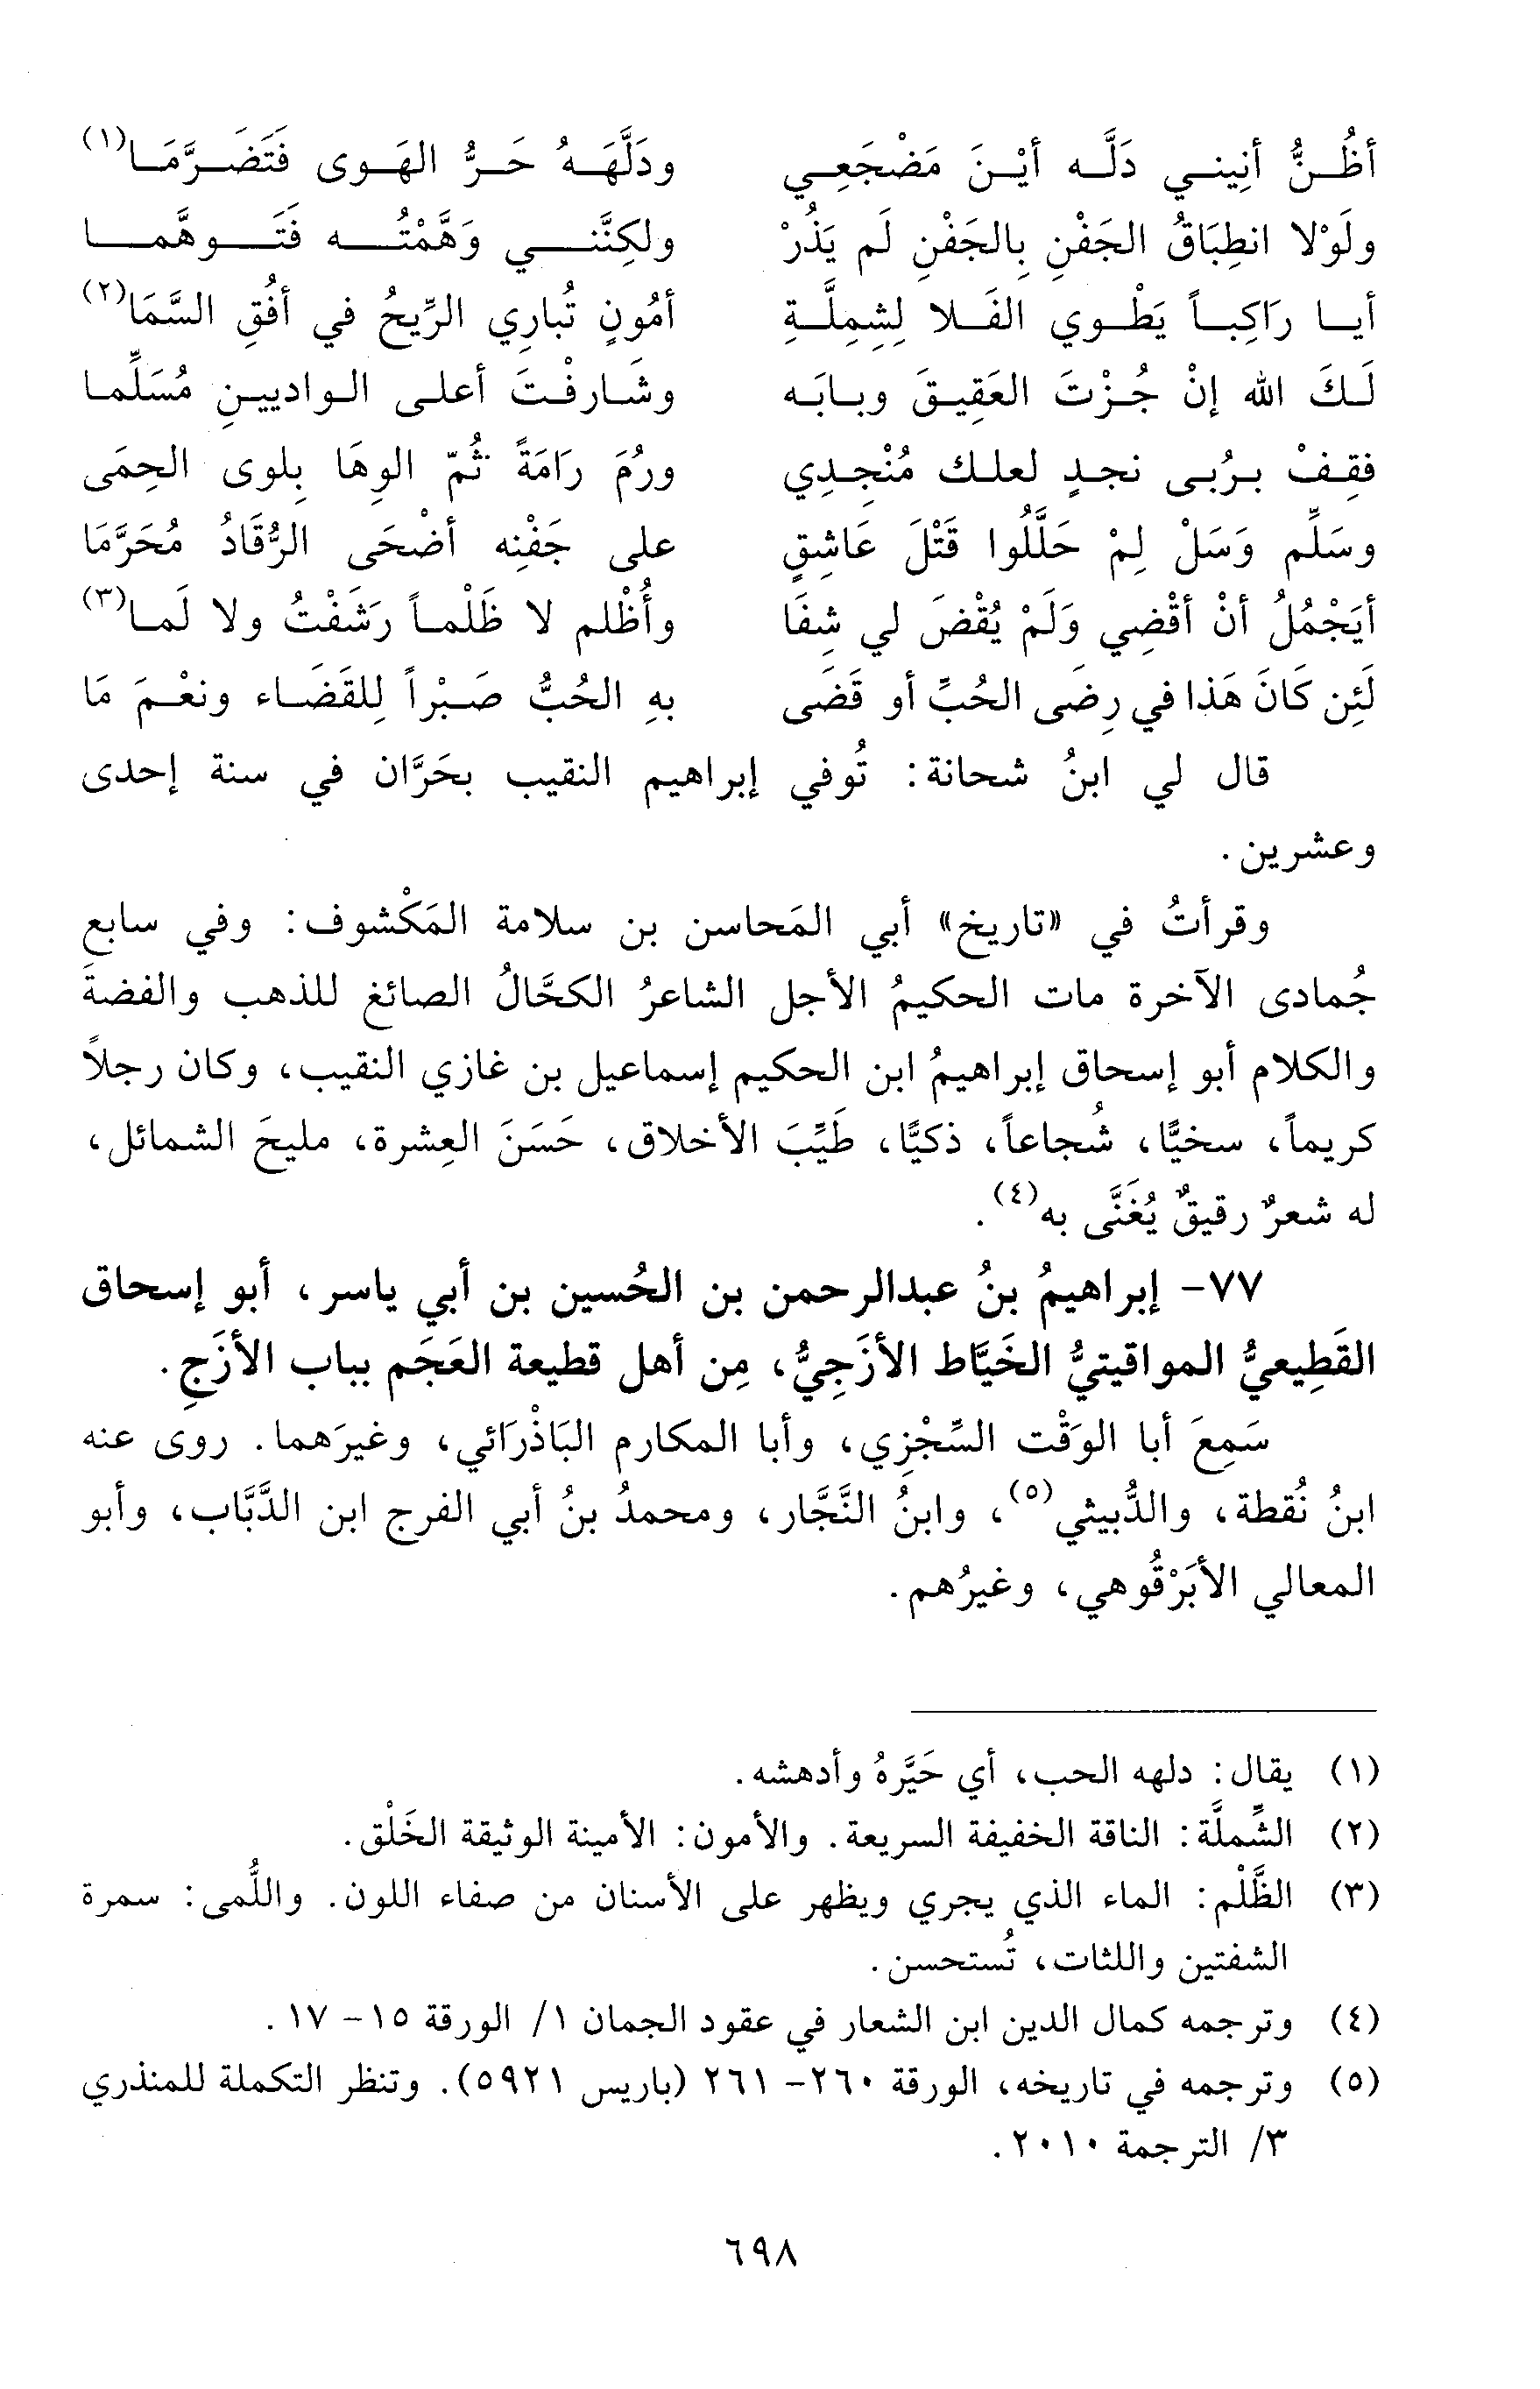 أظُنُّ أنِيني دَلَّه أيْنَ مَضْجَعِي ودَلَّهَهُ حَرُّ الهَوى فَتَضَرَّمَا(١)
ولَوْلا انطِبَاقُ الجَفْنِ بِالجَفْنِ لَم يَذُرْ ولكِنَّني وَهَّمْتُه فَتَوهَّما
أيا رَاكِباً يَطْوي الفَلا لِشِمِلَّةِ أمُونٍ تُبارِي الرِّيحُ في أفُقِ السَّمَا(٢)
لَكَ الله إنْ جُزْتَ العَقِيقَ وبابَه وشَارفْتَ أعلى الواديينِ مُسَلِّما
فقِفْ برُبى نجدٍ لعلك مُنْجِدِي ورُمَ رَامَةً ثُمّ الوِهَا بِلوى الحِمَى
وسَلِّم وَسَلْ لِمْ حَلَّلُوا قَتْلَ عَاشِقٍ على جَفْنِه أضْحَى الرُّقَادُ مُحَرَّمَا
أيَجْمُلُ أنْ أقْضِي وَلَمْ يُقْضَ لي شِفَا وأُظْلم لا ظَلْماً رَشَفْتُ ولا لَما(٣)
لَئِن كَانَ هَذا في رِضَى الحُبِّ أو قَضَى بهِ الحُبُّ صَبْراً لِلقَضَاء ونعْمَ مَا
قال لي ابنُ شحانة: تُوفي إبراهيم النقيب بحَرَّان في سنة إحدى
وعشرين.
وقرأتُ في «تاريخ» أبي المَحاسن بن سلامة المَكْشوف: وفي سابع
جُمادى الآخرة مات الحكيمُ الأجل الشاعرُ الكحَّالُ الصائغ للذهب والفضةَ
والكلام أبو إسحاق إبراهيمُ ابن الحكيم إسماعيل بن غازي النقيب، وكان رجلاً
كريماً، سخيًّا، شُجاعاً، ذكيًّا، طَيِّبَ الأخلاق، حَسَنَ العِشرة، مليحَ الشمائل،
له شعرٌ رقيقٌ يُغَنَّى به(٤).
٧٧- إبراهيمُ بنُ عبدالرحمن بن الحُسين بن أبي ياسر، أبو إسحاق
القَطِيعيُّ المواقيتيُّ الخَيَّاط الأزَجِيُّ، مِن أهل قطيعة العَجَم بباب الأزَجِ.
سَمِعَ أبا الوَقْت السِّجْزِي، وأبا المكارم البَاذْرَائي، وغيرَهما. روى عنه
ابنُ نُقطة، والدُّبيثي(٥)، وابنُ النَّجَّار، ومحمدُ بنُ أبي الفرج ابن الدَّبَّاب، وأبو
المعالي الأبَرْقُوهي، وغيرُهم.
(١) يقال: دلهه الحب، أي حَيَّرهُ وأدهشه.
(٢) الشِّملَّة: الناقة الخفيفة السريعة. والأمون: الأمينة الوثيقة الخَلْق.
(٣) الظَّلْم: الماء الذي يجري ويظهر على الأسنان من صفاء اللون. واللُّمى: سمرة
الشفتين واللثات، تُستحسن.
(٤) وترجمه كمال الدين ابن الشعار في عقود الجمان ١/ الورقة ١٥- ١٧.
(٥) وترجمه في تاريخه، الورقة ٢٦٠- ٢٦١ (باريس ٥٩٢١). وتنظر التكملة للمنذري
٣/ الترجمة ٢٠١٠.
٦٩٨